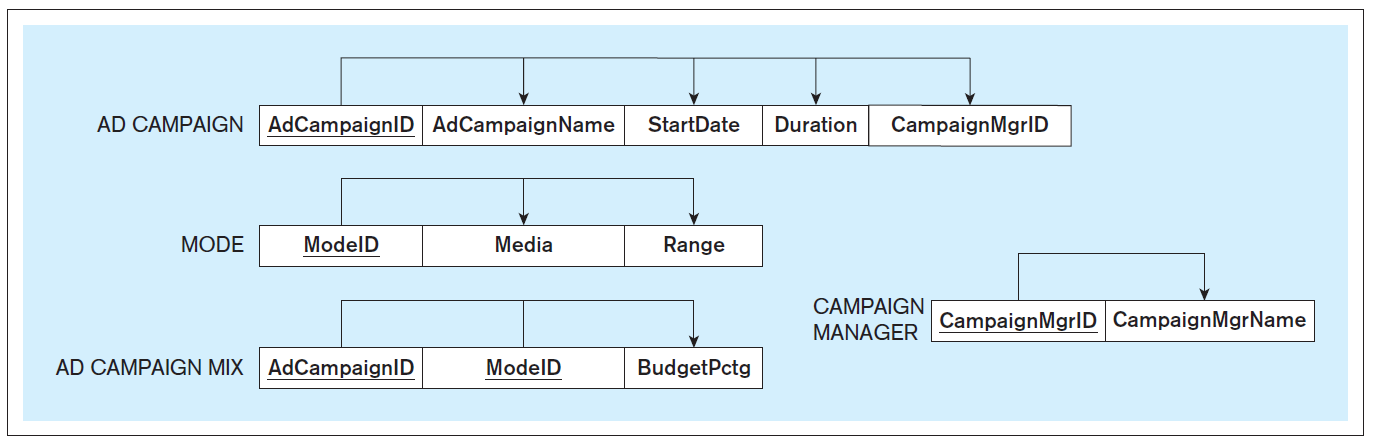 AD CAMPAIGN AdCampaignID AdCampaignName StartDate Duration CampaignMgrID
MODE ModeID Media Range
CAMPAIGN MANAGER CampaignMgrID CampaignMgrName
AD CAMPAIGN MIX AdCampaignID ModeID BudgetPctg